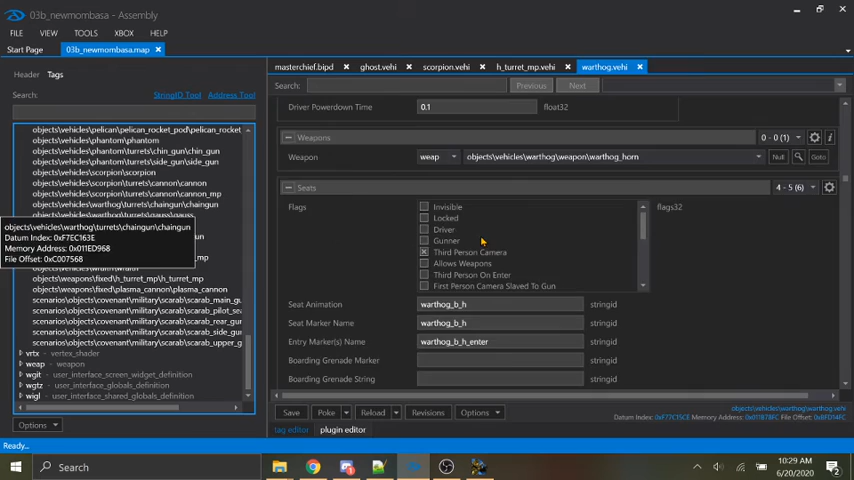 03b_newmombasa - Assembly
FILE VIEW TOOLS XBOX HELP
Start Page 03b_newmombasa.map
Header Tags
Search: StringID Tool Address Tool
objects\vehicles\pelican\pelican_rocket_pod\pelican_rocket
objects\vehicles\phantom\phantom
objects\vehicles\phantom\turrets\chin_gun\chin_gun
objects\vehicles\phantom\turrets\side_gun\side_gun
objects\vehicles\scorpion\scorpion
objects\vehicles\scorpion\turrets\cannon\cannon
objects\vehicles\scorpion\turrets\cannon\cannon_mp
objects\vehicles\warthog\turrets\chaingun\chaingun
objects\vehicles\warthog\turrets\gauss\gauss
objects\vehicles\warthog\turrets\chaingun\chaingun
Datum Index: 0xF7EC163E
Memory Address: 0x011ED968
File Offset: 0xC007568
objects\weapons\fixed\h_turret_mp\h_turret_mp
objects\weapons\fixed\plasma_cannon\plasma_cannon
scenarios\objects\covenant\military\scarab\scarab_main_gu
scenarios\objects\covenant\military\scarab\scarab_pilot_sea
scenarios\objects\covenant\military\scarab\scarab_rear_gur
scenarios\objects\covenant\military\scarab\scarab_side_gur
scenarios\objects\covenant\military\scarab\scarab_upper_g
vrtx - vertex_shader
weap - weapon
wgit - user_interface_screen_widget_definition
wgtz - user_interface_globals_definition
wigl - user_interface_shared_globals_definition
Options
masterchief.bipd ghost.vehi scorpion.vehi h_turret_mp.vehi warthog.vehi
Search: Previous Next
Driver Powerdown Time 0.1 float32
Weapons 0 - 0 (1)
Weapon weap objects\vehicles\warthog\weapon\warthog_horn Null Goto
Seats 4 - 5 (6)
Flags Invisible flags32
Locked
Driver
Gunner
Third Person Camera
Allows Weapons
Third Person On Enter
First Person Camera Slaved To Gun
Seat Animation warthog_b_h stringid
Seat Marker Name warthog_b_h stringid
Entry Marker(s) Name warthog_b_h_enter stringid
Boarding Grenade Marker stringid
Boarding Grenade String stringid
Save Poke Reload Revisions Options
objects\vehicles\warthog\warthog.vehi
tag editor plugin editor
Ready...
Search
10:29 AM
6/20/2020
2